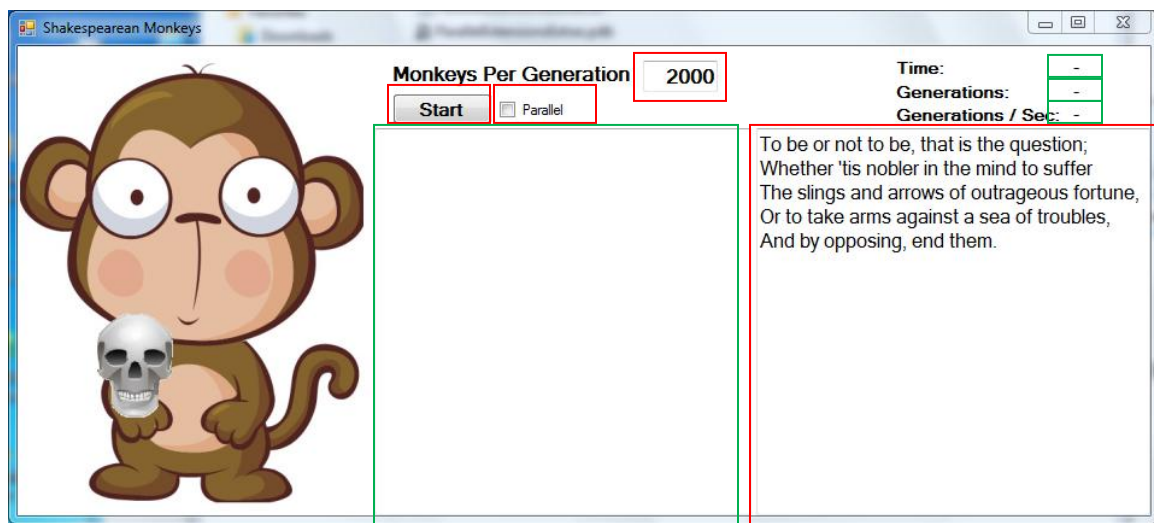 Shakespearean Monkeys
Downloads
Monkeys Per Generation 2000
Start Parallel
Time: -
Generations: -
Generations / Sec: -
To be or not to be, that is the question;
Whether 'tis nobler in the mind to suffer
The slings and arrows of outrageous fortune,
Or to take arms against a sea of troubles,
And by opposing, end them.